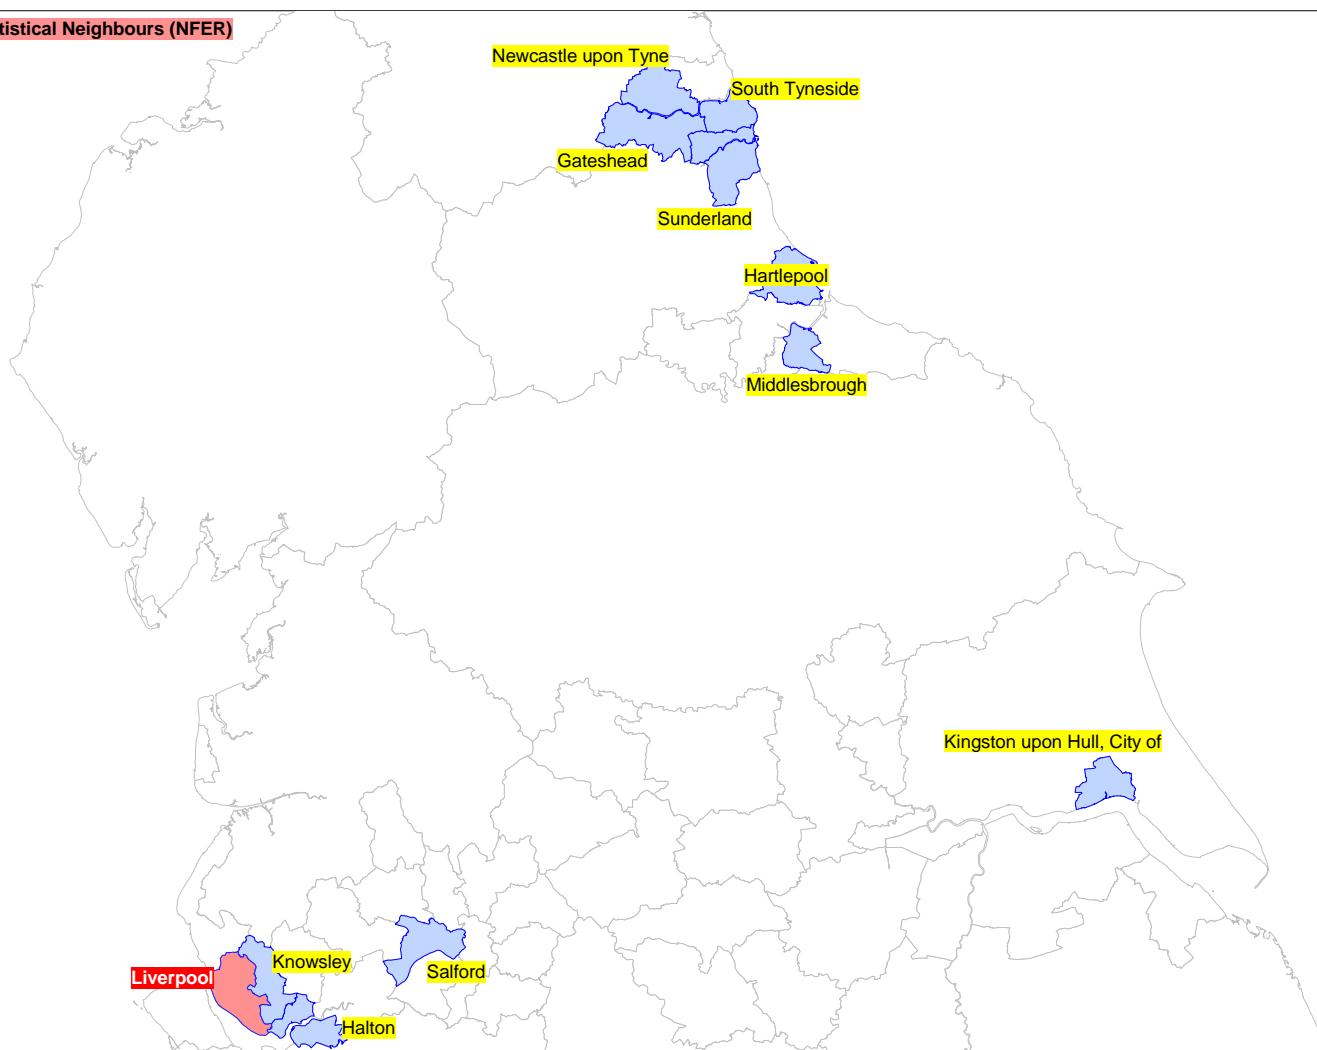 tistical Neighbours (NFER)
Newcastle upon Tyne
South Tyneside
Gateshead
Sunderland
Hartlepool
Middlesbrough
Kingston upon Hull, City of
Knowsley
Liverpool
Salford
Halton